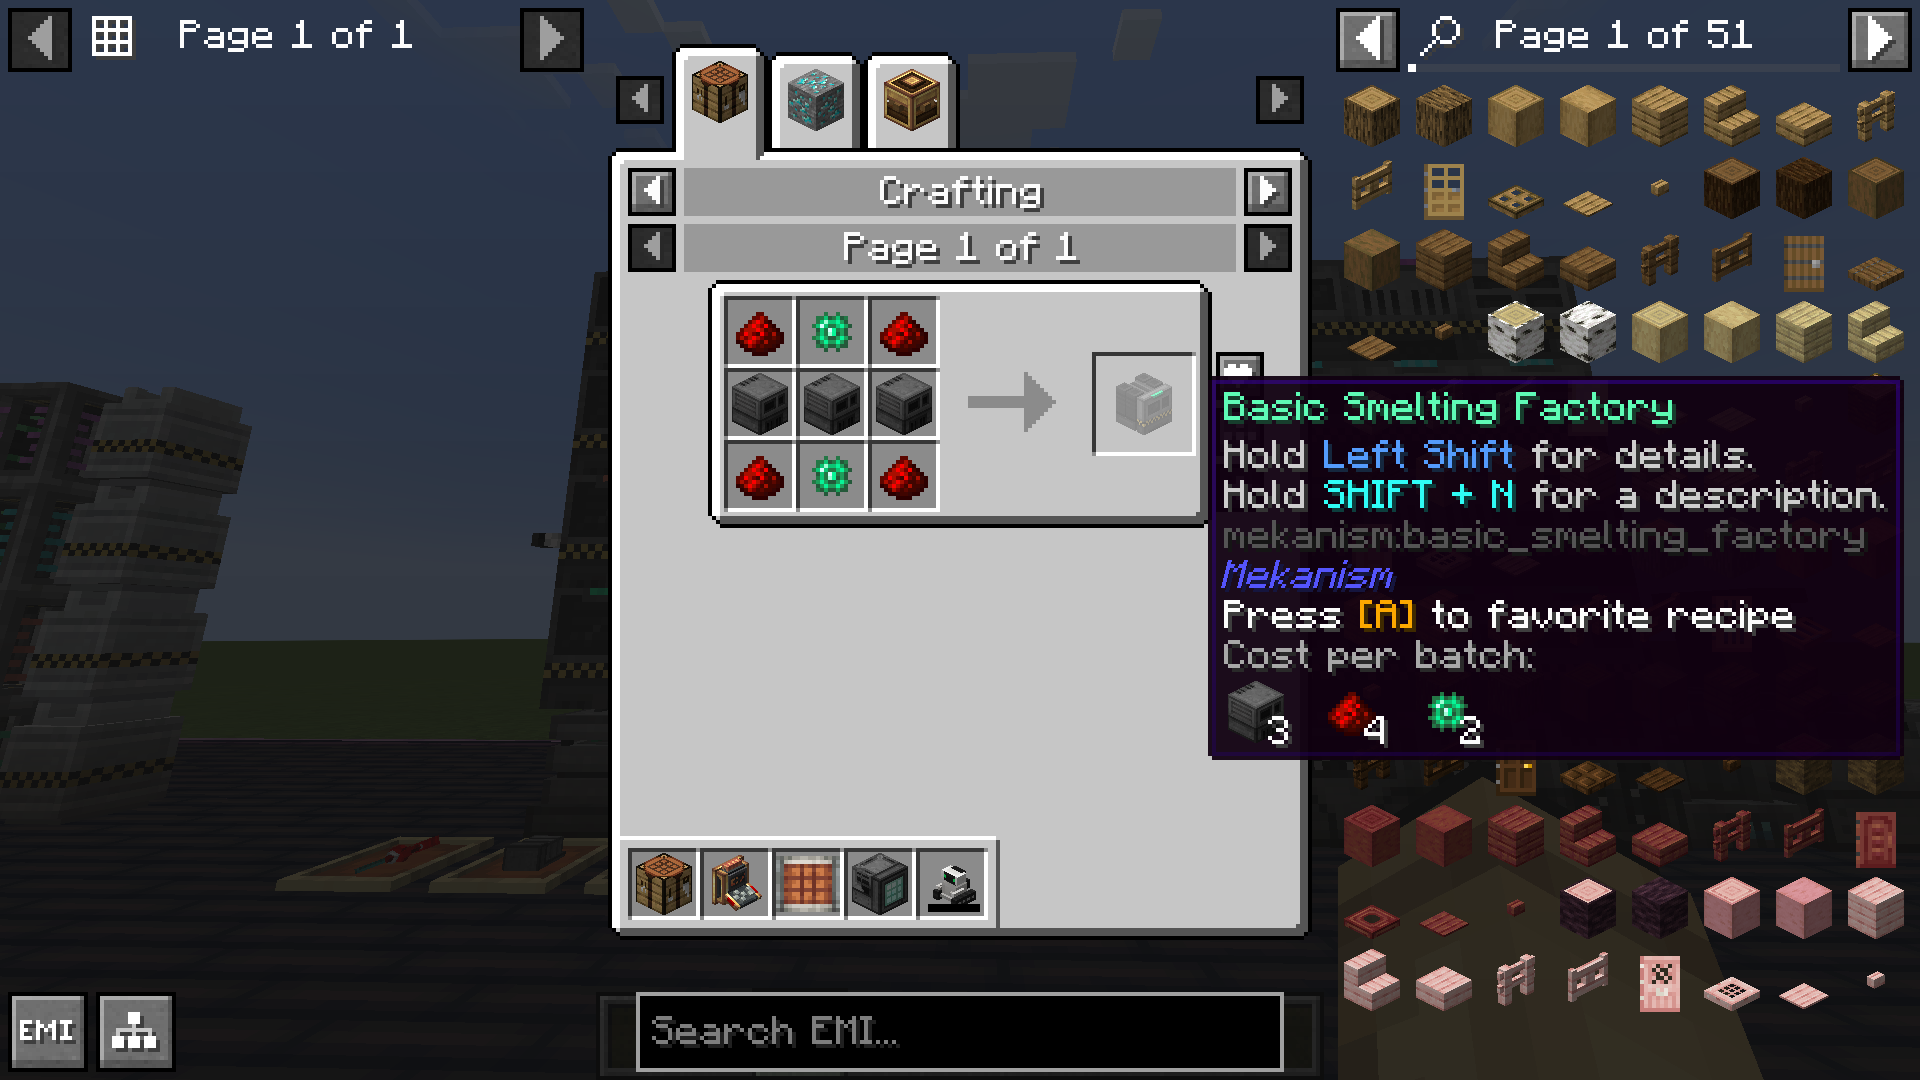 Page 1 of 1
Page 1 of 51
Crafting
Page 1 of 1
Basic Smelting Factory
Hold Left Shift for details.
Hold SHIFT + N for a description.
mekanism:basic_smelting_factory
Mekanism
Press [A] to favorite recipe
Cost per batch:
3 4 2
EMI
Search EMI...